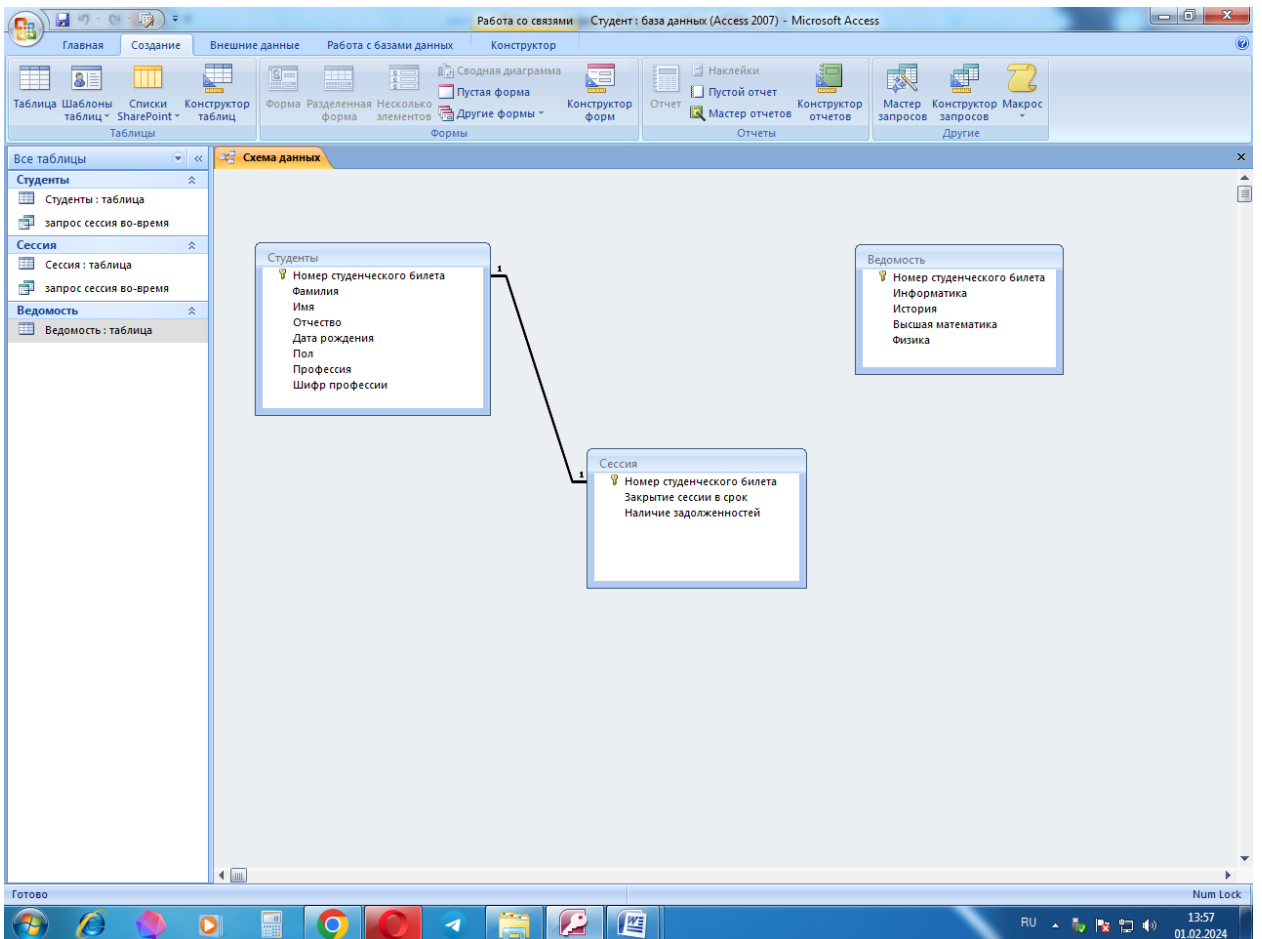 Работа со связями Студент : база данных (Access 2007) - Microsoft Access
Главная Создание Внешние данные Работа с базами данных Конструктор
Таблица
Шаблоны таблиц
Списки SharePoint
Конструктор таблиц
Таблицы
Форма
Разделенная форма
Несколько элементов
Сводная диаграмма
Пустая форма
Другие формы
Конструктор форм
Формы
Отчет
Наклейки
Пустой отчет
Мастер отчетов
Конструктор отчетов
Отчеты
Мастер запросов
Конструктор запросов
Макрос
Другие
Все таблицы
Студенты
Студенты : таблица
запрос сессия во-время
Сессия
Сессия : таблица
запрос сессия во-время
Ведомость
Ведомость : таблица
Схема данных
Студенты
Номер студенческого билета
Фамилия
Имя
Отчество
Дата рождения
Пол
Профессия
Шифр профессии
1
1
Сессия
Номер студенческого билета
Закрытие сессии в срок
Наличие задолженностей
Ведомость
Номер студенческого билета
Информатика
История
Высшая математика
Физика
Готово
Num Lock
RU
13:57
01.02.2024